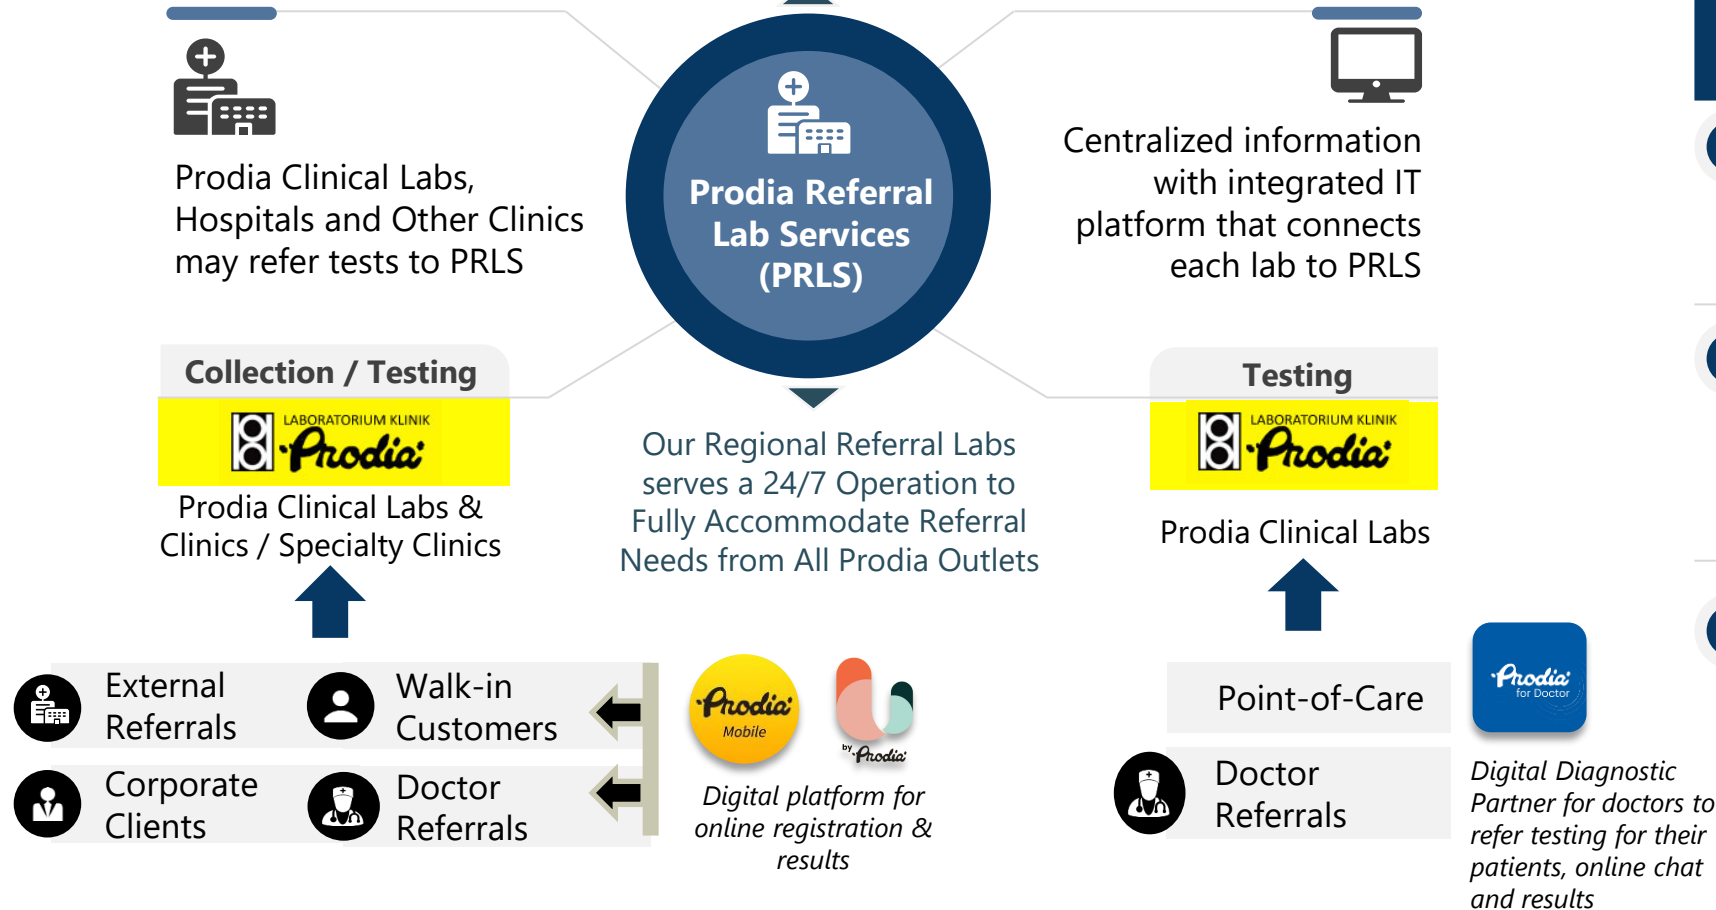 Prodia Clinical Labs,
Hospitals and Other Clinics
may refer tests to PRLS
Prodia Referral
Lab Services
(PRLS)
Centralized information
with integrated IT
platform that connects
each lab to PRLS
Collection / Testing
LABORATORIUM KLINIK
Prodia
Prodia Clinical Labs &
Clinics / Specialty Clinics
Our Regional Referral Labs
serves a 24/7 Operation to
Fully Accommodate Referral
Needs from All Prodia Outlets
Testing
LABORATORIUM KLINIK
Prodia
Prodia Clinical Labs
External
Referrals
Walk-in
Customers
Corporate
Clients
Doctor
Referrals
Prodia
Mobile
U
by Prodia
Digital platform for
online registration &
results
Point-of-Care
Doctor
Referrals
Prodia
for Doctor
Digital Diagnostic
Partner for doctors to
refer testing for their
patients, online chat
and results